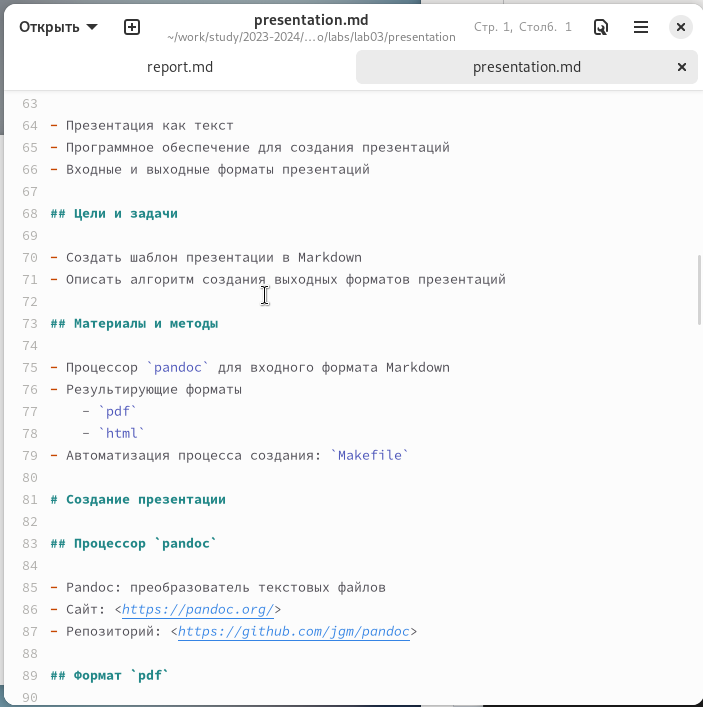 Открыть
presentation.md
~/work/study/2023-2024/…o/labs/lab03/presentation
Стр. 1, Столб. 1
report.md
presentation.md
63
64 - Презентация как текст
65 - Программное обеспечение для создания презентаций
66 - Входные и выходные форматы презентаций
67
68 ## Цели и задачи
69
70 - Создать шаблон презентации в Markdown
71 - Описать алгоритм создания выходных форматов презентаций
72
73 ## Материалы и методы
74
75 - Процессор `pandoc` для входного формата Markdown
76 - Результирующие форматы
77     - `pdf`
78     - `html`
79 - Автоматизация процесса создания: `Makefile`
80
81 # Создание презентации
82
83 ## Процессор `pandoc`
84
85 - Pandoc: преобразователь текстовых файлов
86 - Сайт: <https://pandoc.org/>
87 - Репозиторий: <https://github.com/jgm/pandoc>
88
89 ## Формат `pdf`
90